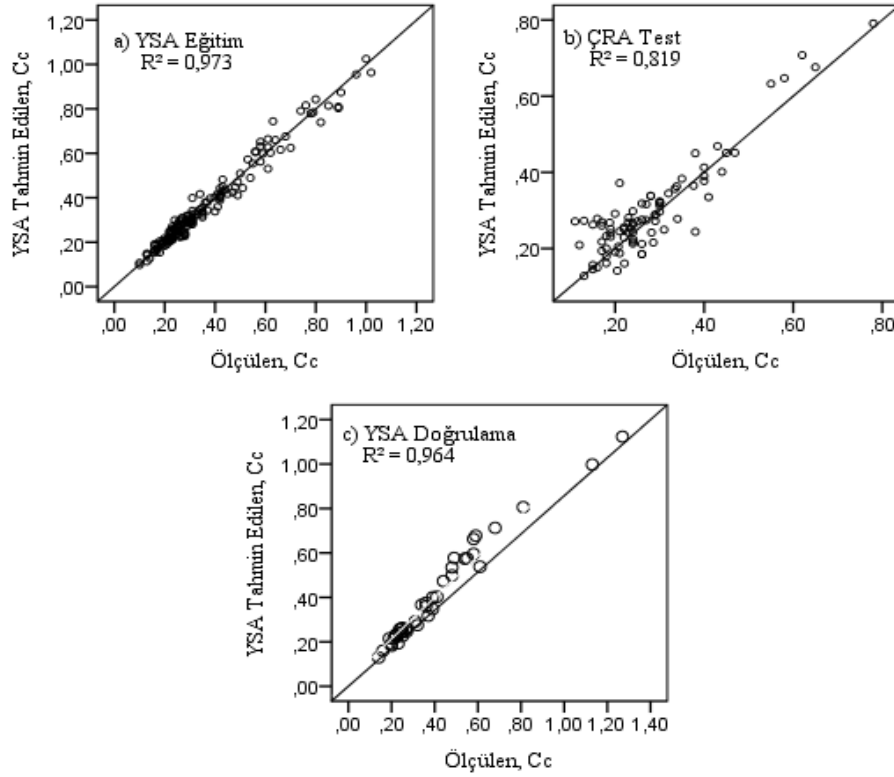 a) YSA Eğitim
R² = 0,973
YSA Tahmin Edilen, Cc
1,20
1,00
,80
,60
,40
,20
,00
,00 ,20 ,40 ,60 ,80 1,00 1,20
Ölçülen, Cc
b) ÇRA Test
R² = 0,819
YSA Tahmin Edilen, Cc
,80
,60
,40
,20
,20 ,40 ,60 ,80
Ölçülen, Cc
c) YSA Doğrulama
R² = 0,964
YSA Tahmin Edilen, Cc
1,20
1,00
,80
,60
,40
,20
,00
,00 ,20 ,40 ,60 ,80 1,00 1,20 1,40
Ölçülen, Cc